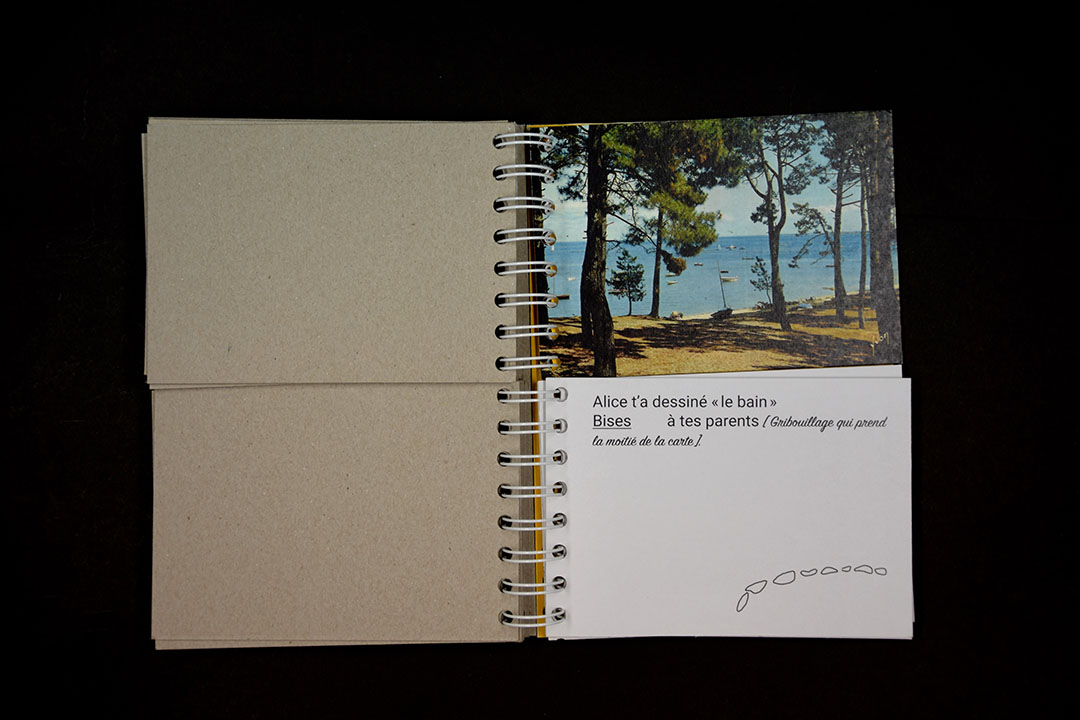 Alice t’a dessiné « le bain »
Bises à tes parents [ Gribouillage qui prend
la moitié de la carte ].